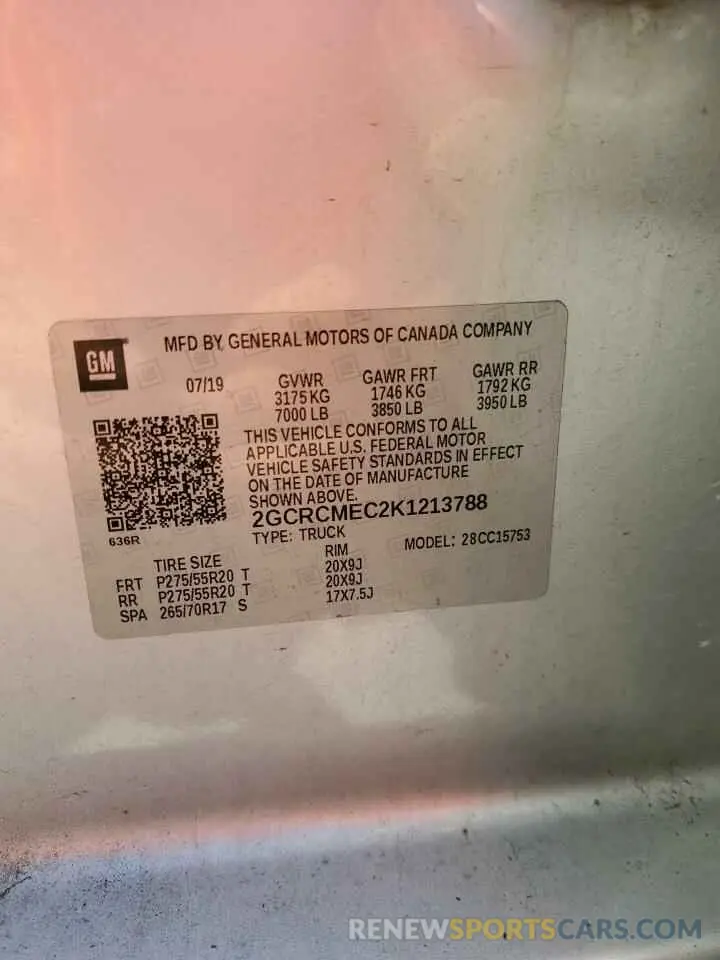 MFD BY GENERAL MOTORS OF CANADA COMPANY
GM
07/19 GVWR GAWR FRT GAWR RR
3175 KG 1746 KG 1792 KG
7000 LB 3850 LB 3950 LB
THIS VEHICLE CONFORMS TO ALL
APPLICABLE U.S. FEDERAL MOTOR
VEHICLE SAFETY STANDARDS IN EFFECT
ON THE DATE OF MANUFACTURE
SHOWN ABOVE.
2GCRCMEC2K1213788
636R
TYPE: TRUCK MODEL: 28CC15753
TIRE SIZE RIM
FRT P275/55R20 T 20X9J
RR P275/55R20 T 20X9J
SPA 265/70R17 S 17X7.5J
RENEWSPORTSCARS.COM